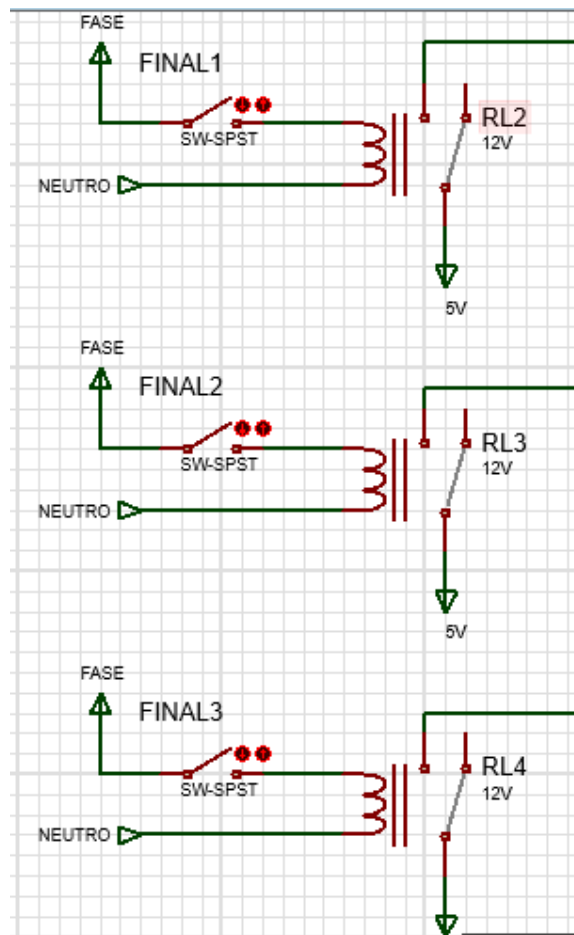 FASE
FINAL1
SW-SPST
RL2
12V
NEUTRO
5V
FASE
FINAL2
SW-SPST
RL3
12V
NEUTRO
5V
FASE
FINAL3
SW-SPST
RL4
12V
NEUTRO